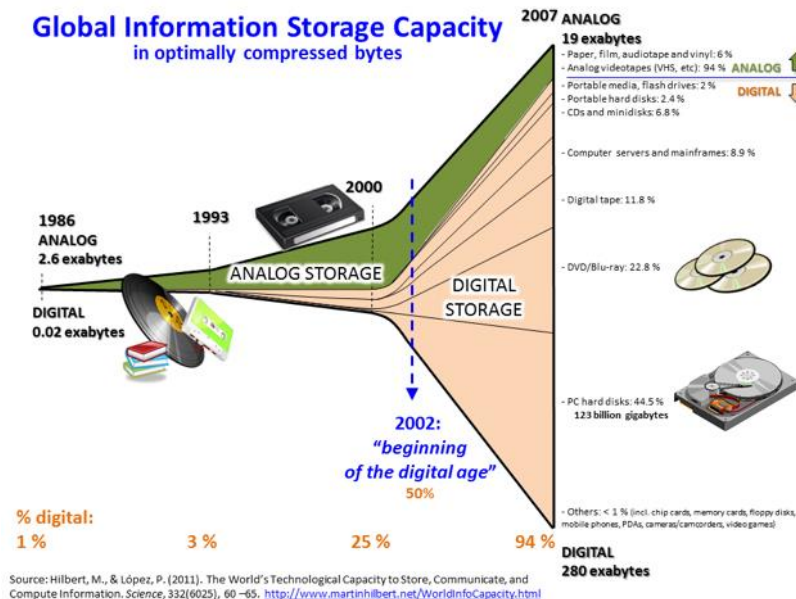 Global Information Storage Capacity
in optimally compressed bytes
2007
ANALOG
19 exabytes
- Paper, film, audiotape and vinyl: 6 %
- Analog videotapes (VHS, etc): 94 %
ANALOG
- Portable media, flash drives: 2 %
DIGITAL
- Portable hard disks: 2.4 %
- CDs and minidisks: 6.8 %
- Computer servers and mainframes: 8.9 %
- Digital tape: 11.8 %
- DVD/Blu-ray: 22.8 %
- PC hard disks: 44.5 %
123 billion gigabytes
- Others: < 1 % (incl. chip cards, memory cards, floppy disks,
mobile phones, PDAs, cameras/camcorders, video games)
DIGITAL
280 exabytes
1986
ANALOG
2.6 exabytes
DIGITAL
0.02 exabytes
1993
2000
ANALOG STORAGE
DIGITAL
STORAGE
2002:
"beginning
of the digital age"
50%
% digital:
1 %
3 %
25 %
94 %
Source: Hilbert, M., & López, P. (2011). The World's Technological Capacity to Store, Communicate, and
Compute Information. Science, 332(6025), 60 –65. http://www.martinhilbert.net/WorldInfoCapacity.html